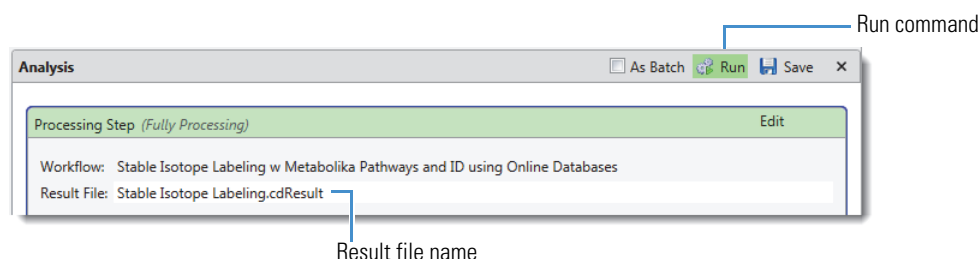 Run command
Analysis As Batch Run Save ×
Processing Step (Fully Processing) Edit
Workflow: Stable Isotope Labeling w Metabolika Pathways and ID using Online Databases
Result File: Stable Isotope Labeling.cdResult
Result file name